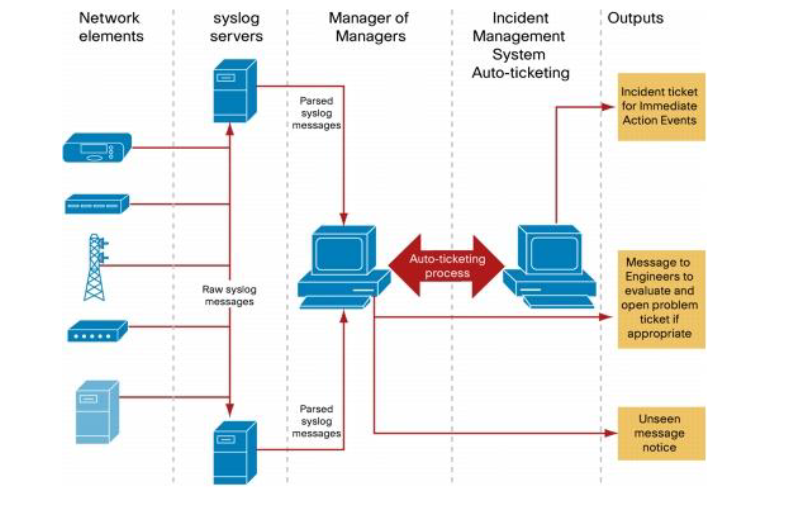 Network
elements
syslog
servers
Manager of
Managers
Incident
Management
System
Auto-ticketing
Outputs
Parsed
syslog
messages
Incident ticket
for Immediate
Action Events
Auto-ticketing
process
Raw syslog
messages
Message to
Engineers to
evaluate and
open problem
ticket if
appropriate
Parsed
syslog
messages
Unseen
message
notice